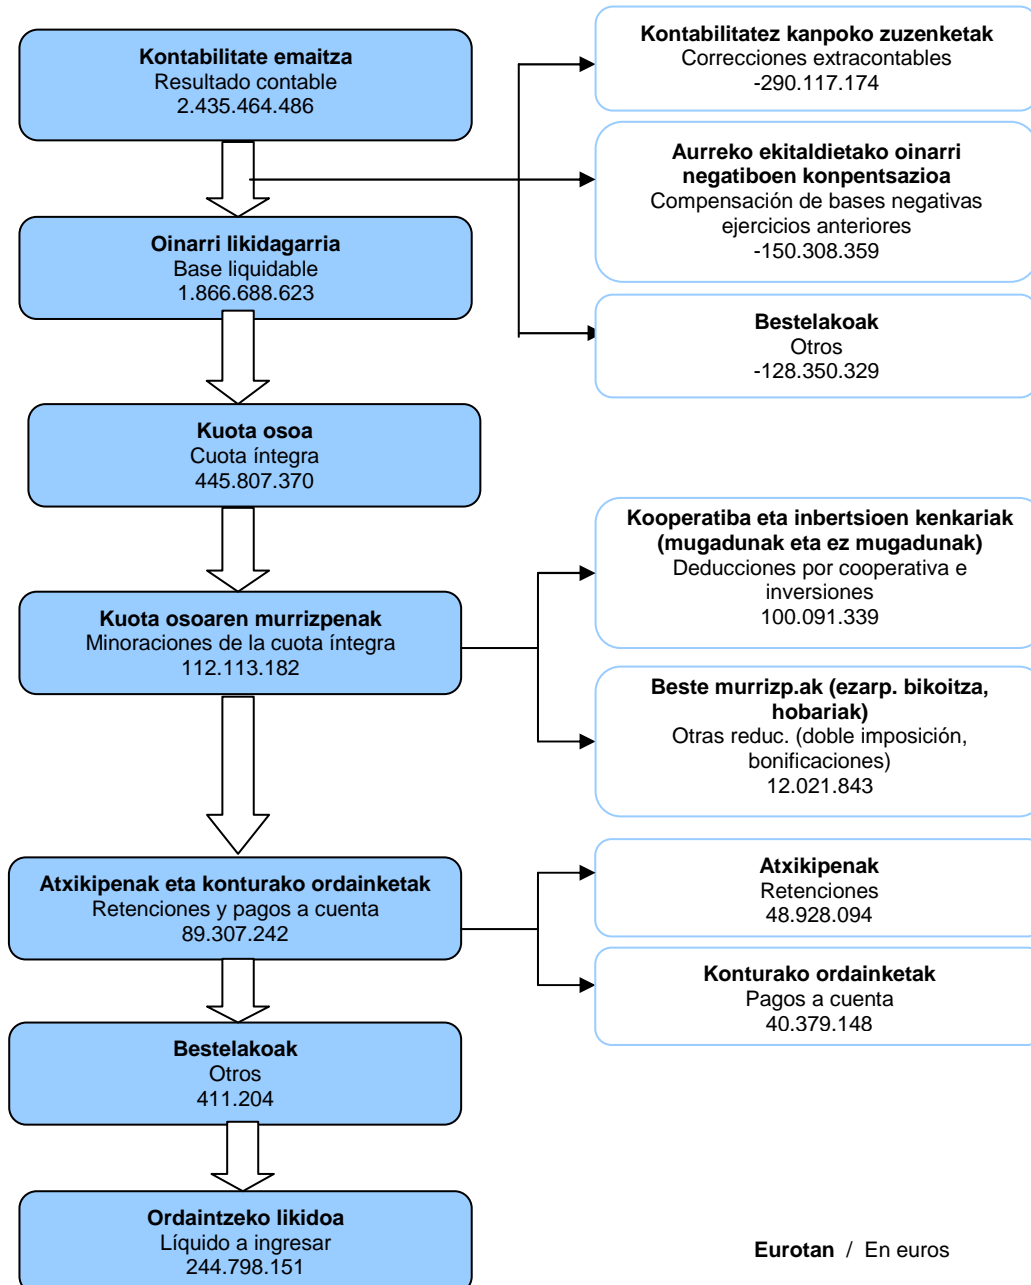 Kontabilitate emaitza
Resultado contable
2.435.464.486
Kontabilitatez kanpoko zuzenketak
Correcciones extracontables
-290.117.174
Aurreko ekitaldietako oinarri
negatiboen konpentsazioa
Compensación de bases negativas
ejercicios anteriores
-150.308.359
Oinarri likidagarria
Base liquidable
1.866.688.623
Bestelakoak
Otros
-128.350.329
Kuota osoa
Cuota íntegra
445.807.370
Kooperatiba eta inbertsioen kenkariak
(mugadunak eta ez mugadunak)
Deducciones por cooperativa e
inversiones
100.091.339
Kuota osoaren murrizpenak
Minoraciones de la cuota íntegra
112.113.182
Beste murrizp.ak (ezarp. bikoitza,
hobariak)
Otras reduc. (doble imposición,
bonificaciones)
12.021.843
Atxikipenak eta konturako ordainketak
Retenciones y pagos a cuenta
89.307.242
Atxikipenak
Retenciones
48.928.094
Konturako ordainketak
Pagos a cuenta
40.379.148
Bestelakoak
Otros
411.204
Ordaintzeko likidoa
Líquido a ingresar
244.798.151
Eurotan / En euros